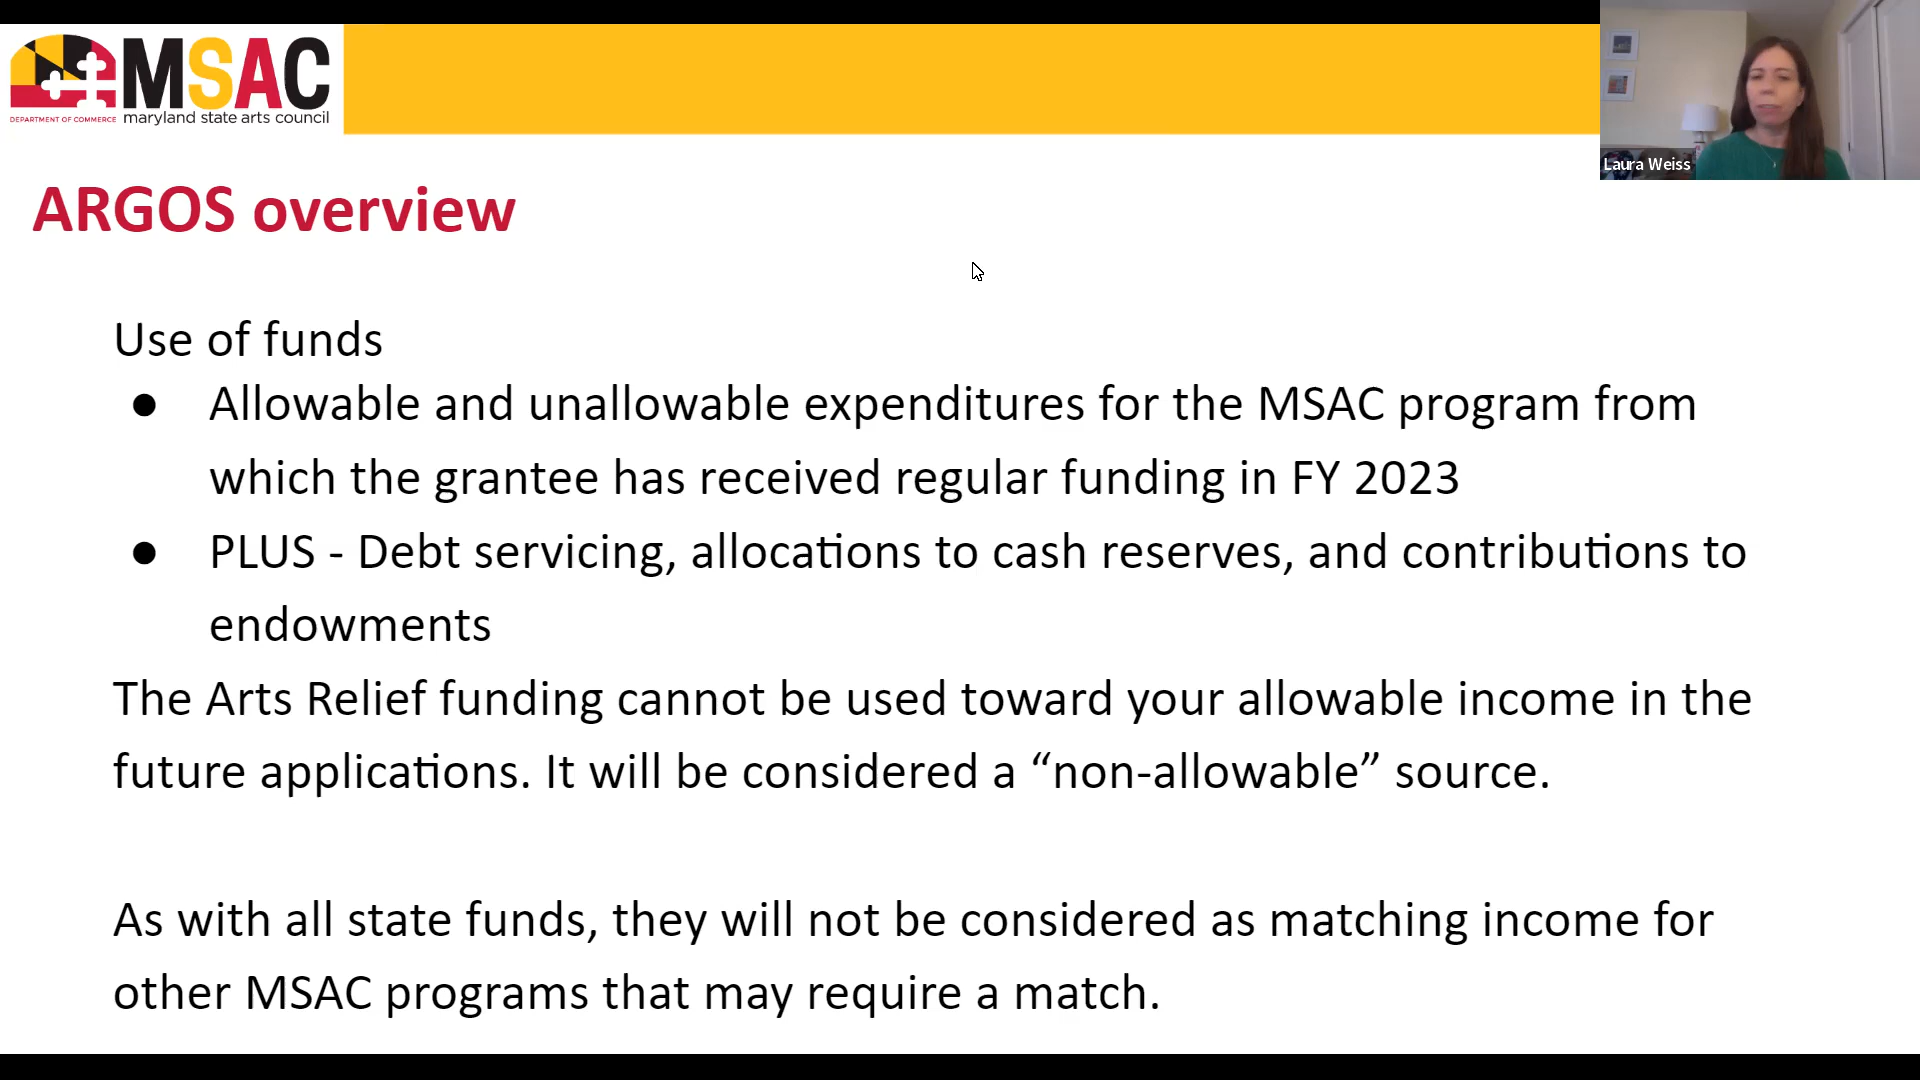 MSAC
DEPARTMENT OF COMMERCE maryland state arts council
Laura Weiss
ARGOS overview
Use of funds
● Allowable and unallowable expenditures for the MSAC program from
which the grantee has received regular funding in FY 2023
● PLUS - Debt servicing, allocations to cash reserves, and contributions to
endowments
The Arts Relief funding cannot be used toward your allowable income in the
future applications. It will be considered a “non-allowable” source.
As with all state funds, they will not be considered as matching income for
other MSAC programs that may require a match.